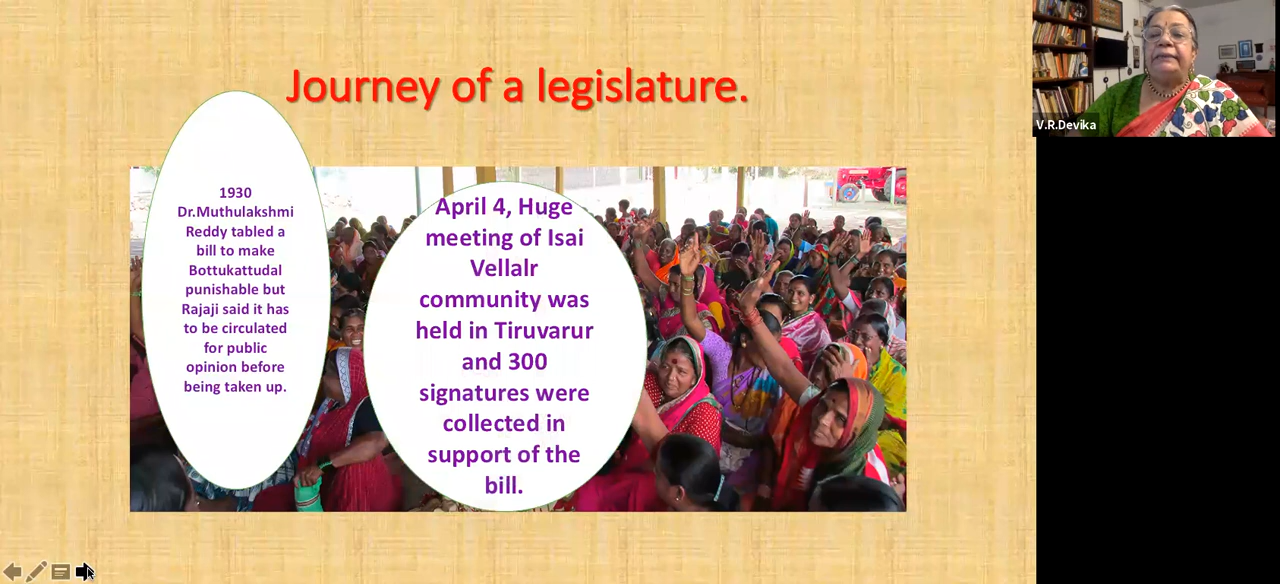 Journey of a legislature.
1930
Dr.Muthulakshmi
Reddy tabled a
bill to make
Bottukattudal
punishable but
Rajaji said it has
to be circulated
for public
opinion before
being taken up.
April 4, Huge
meeting of Isai
Vellalr
community was
held in Tiruvarur
and 300
signatures were
collected in
support of the
bill.
V.R.Devika